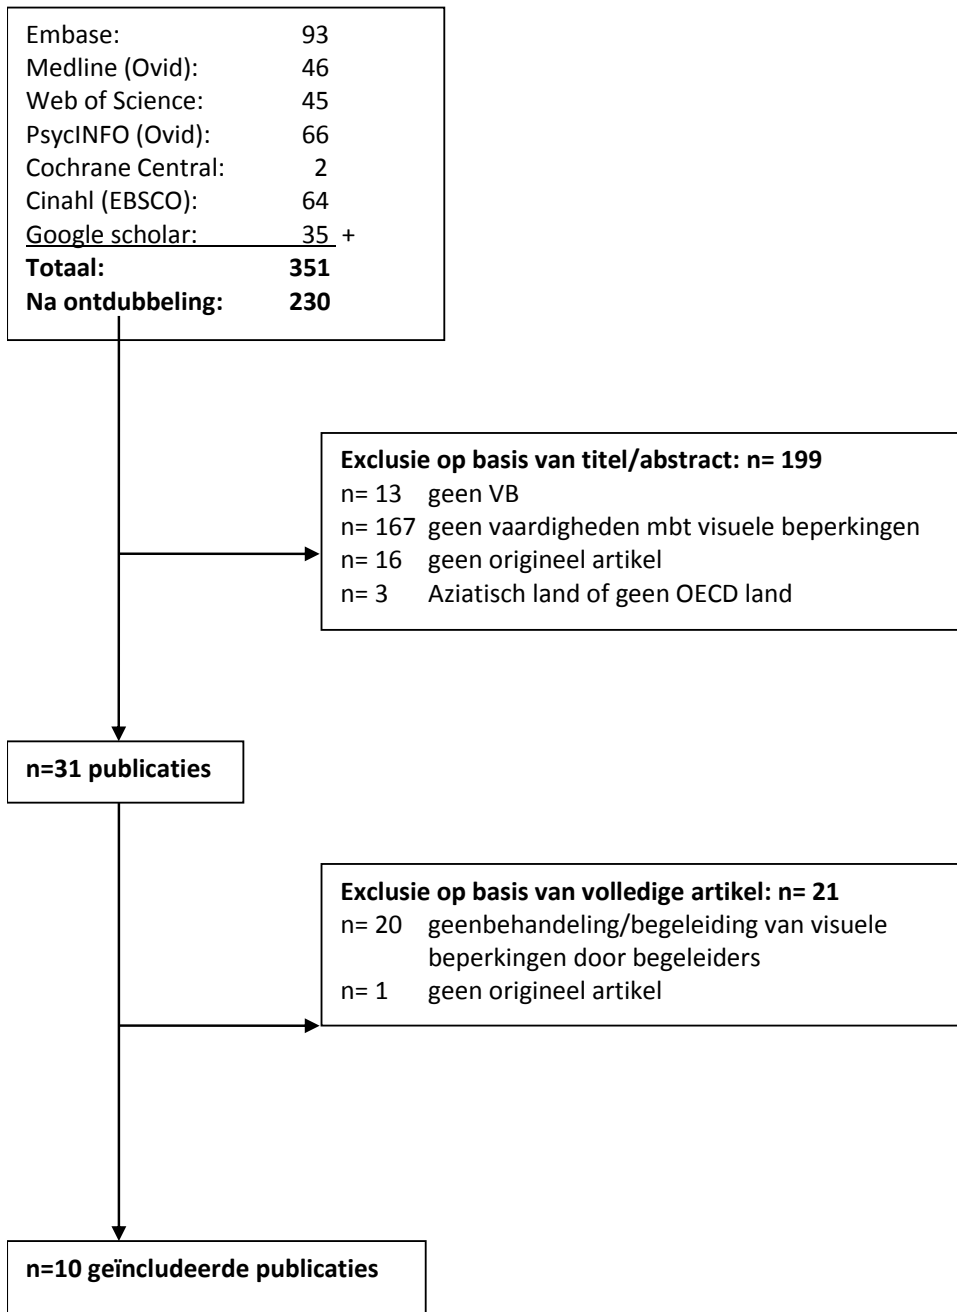 Embase: 93
Medline (Ovid): 46
Web of Science: 45
PsycINFO (Ovid): 66
Cochrane Central: 2
Cinahl (EBSCO): 64
Google scholar: 35 +
Totaal: 351
Na ontdubbeling: 230
Exclusie op basis van titel/abstract: n= 199
n= 13 geen VB
n= 167 geen vaardigheden mbt visuele beperkingen
n= 16 geen origineel artikel
n= 3 Aziatisch land of geen OECD land
n=31 publicaties
Exclusie op basis van volledige artikel: n= 21
n= 20 geenbehandeling/begeleiding van visuele
beperkingen door begeleiders
n= 1 geen origineel artikel
n=10 geïncludeerde publicaties